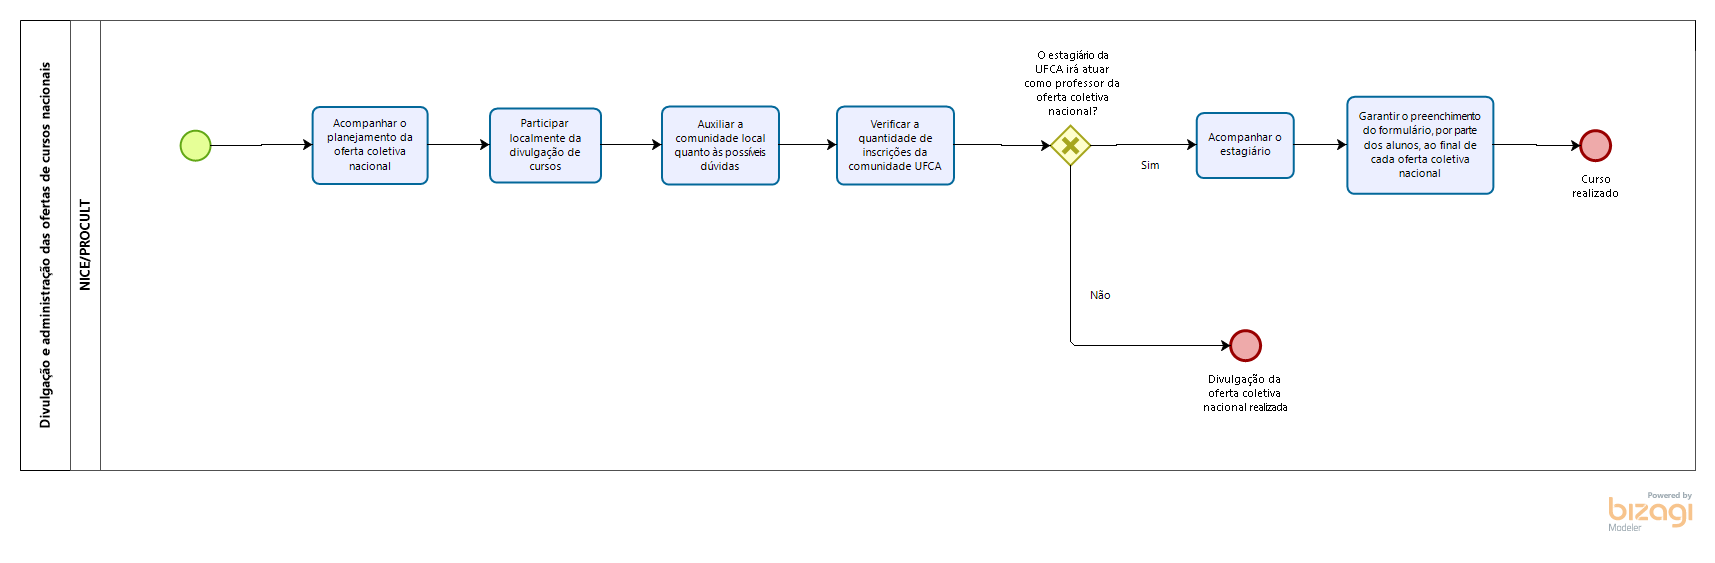 Divulgação e administração das ofertas de cursos nacionais
NICE/PROCULT
Acompanhar o
planejamento da
oferta coletiva
nacional
Participar
localmente da
divulgação de
cursos
Auxiliar a
comunidade local
quanto às possíveis
dúvidas
Verificar a
quantidade de
inscrições da
comunidade UFCA
O estagiário da
UFCA irá atuar
como professor da
oferta coletiva
nacional?
Sim
Acompanhar o
estagiário
Garantir o preenchimento
do formulário, por parte
dos alunos, ao final de
cada oferta coletiva
nacional
Curso
realizado
Não
Divulgação da
oferta coletiva
nacional realizada
Powered by
bizagi
Modeler